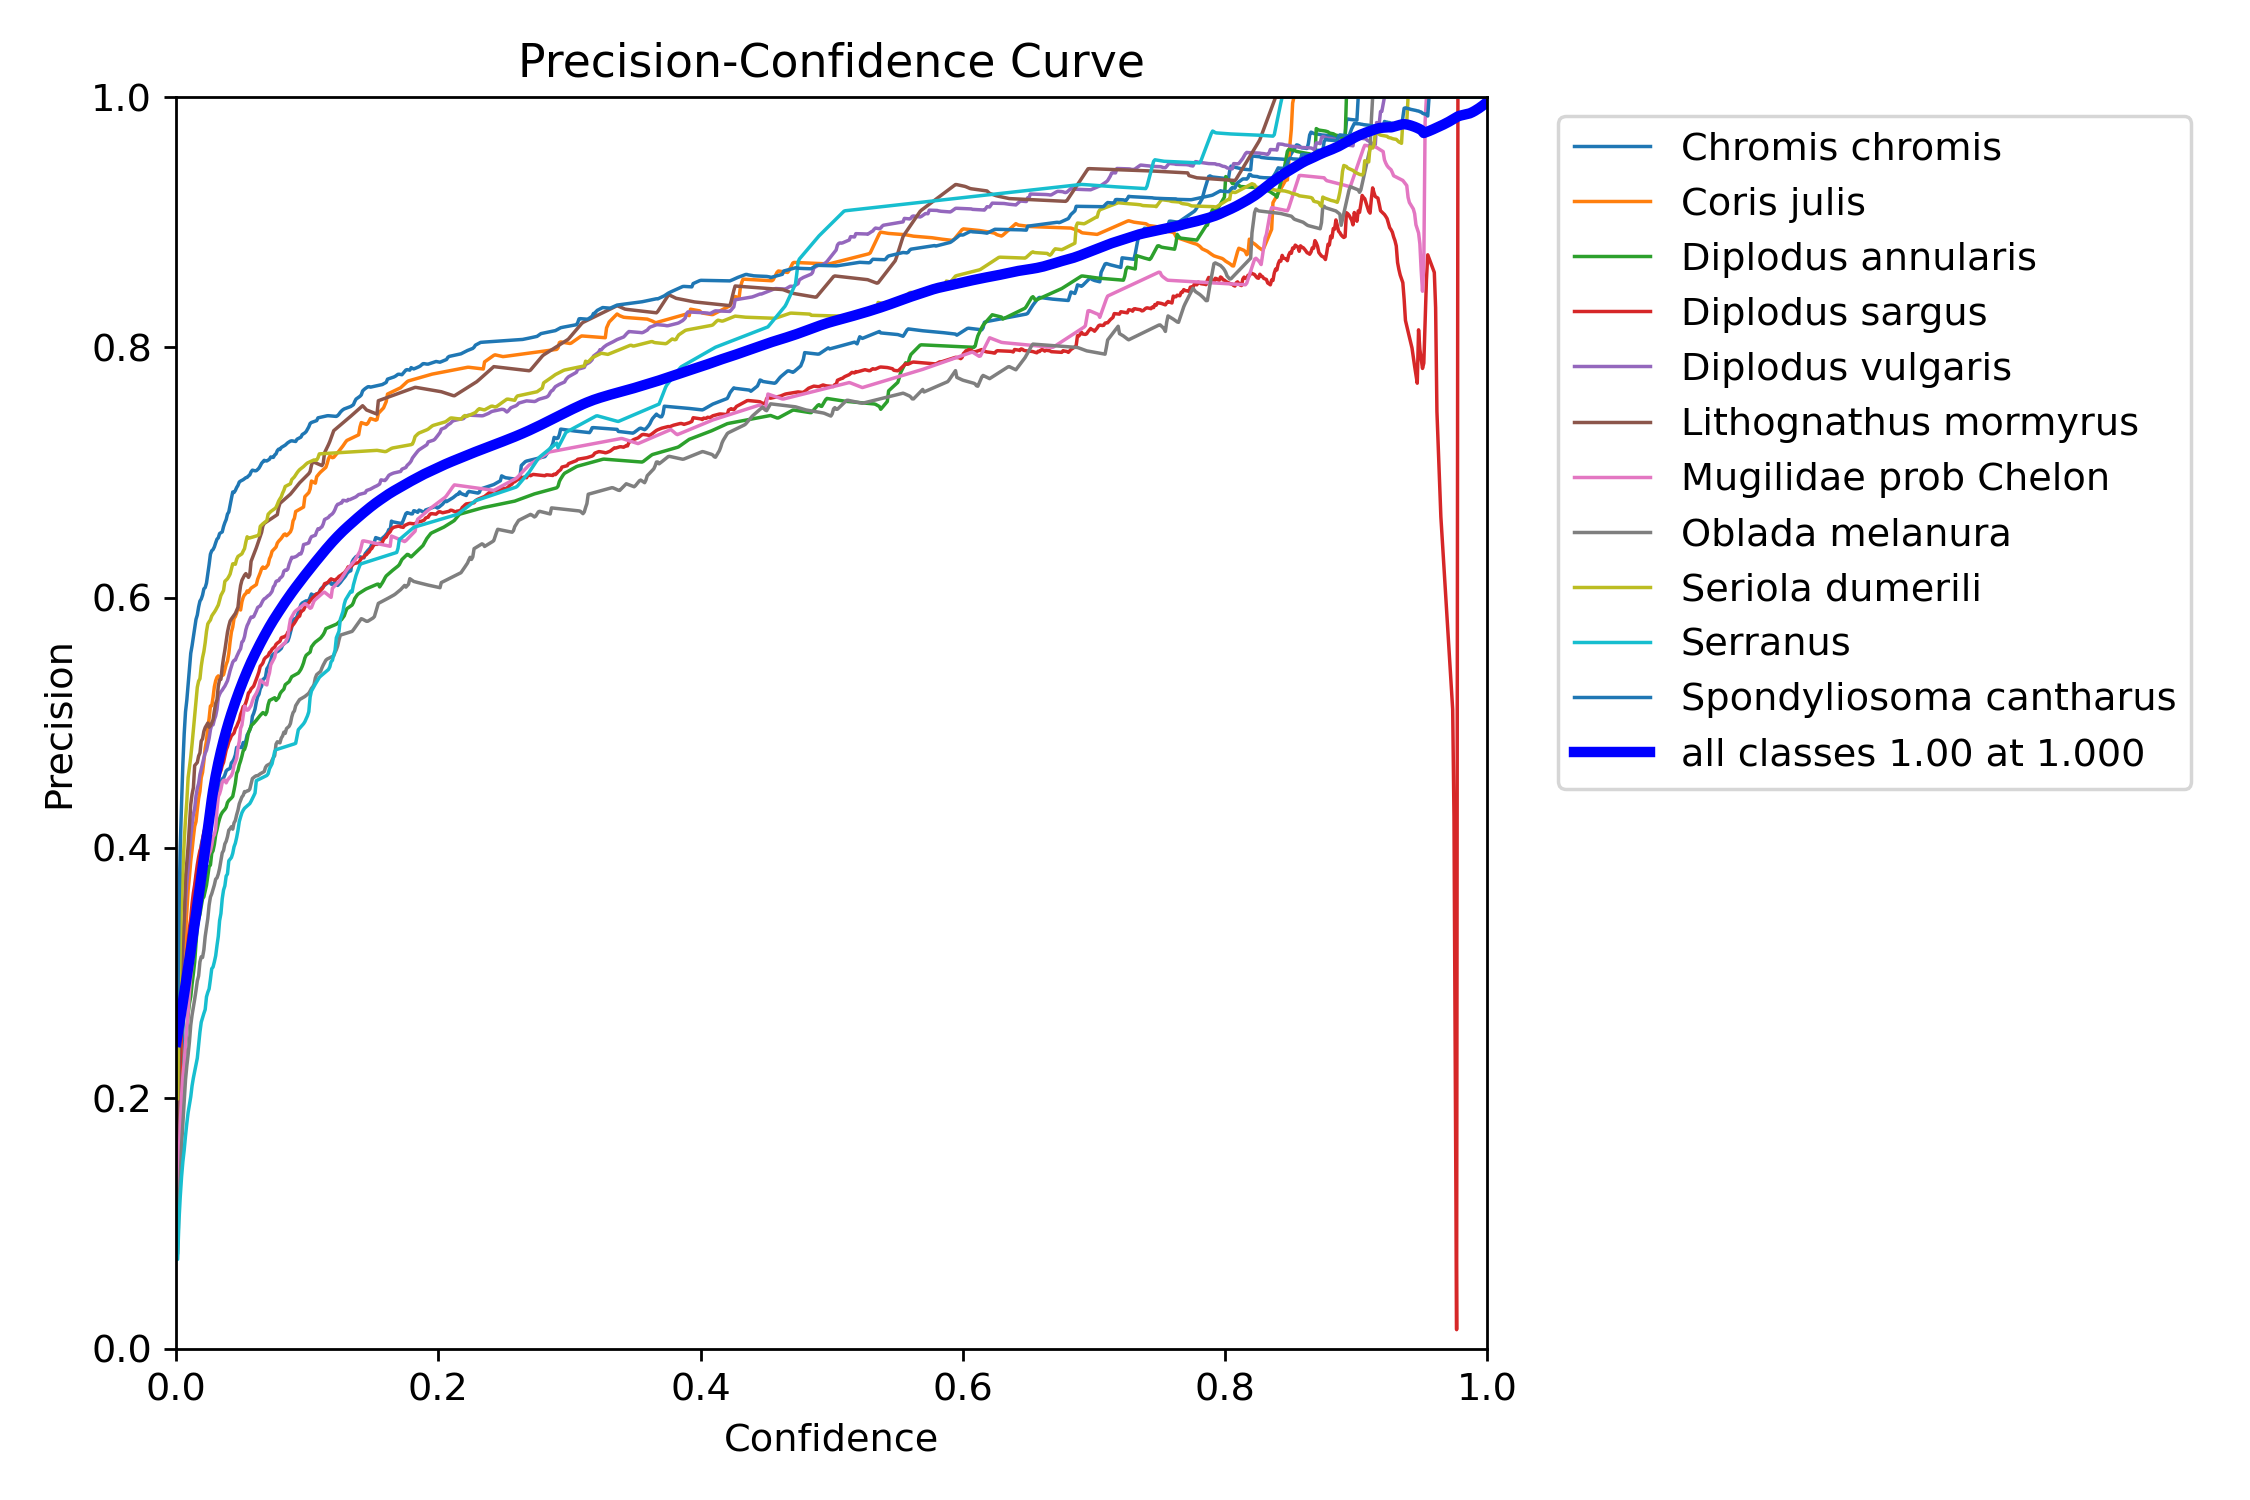 Precision-Confidence Curve
1.0
0.8
0.6
0.4
0.2
0.0
Precision
0.0 0.2 0.4 0.6 0.8 1.0
Confidence
Chromis chromis
Coris julis
Diplodus annularis
Diplodus sargus
Diplodus vulgaris
Lithognathus mormyrus
Mugilidae prob Chelon
Oblada melanura
Seriola dumerili
Serranus
Spondyliosoma cantharus
all classes 1.00 at 1.000